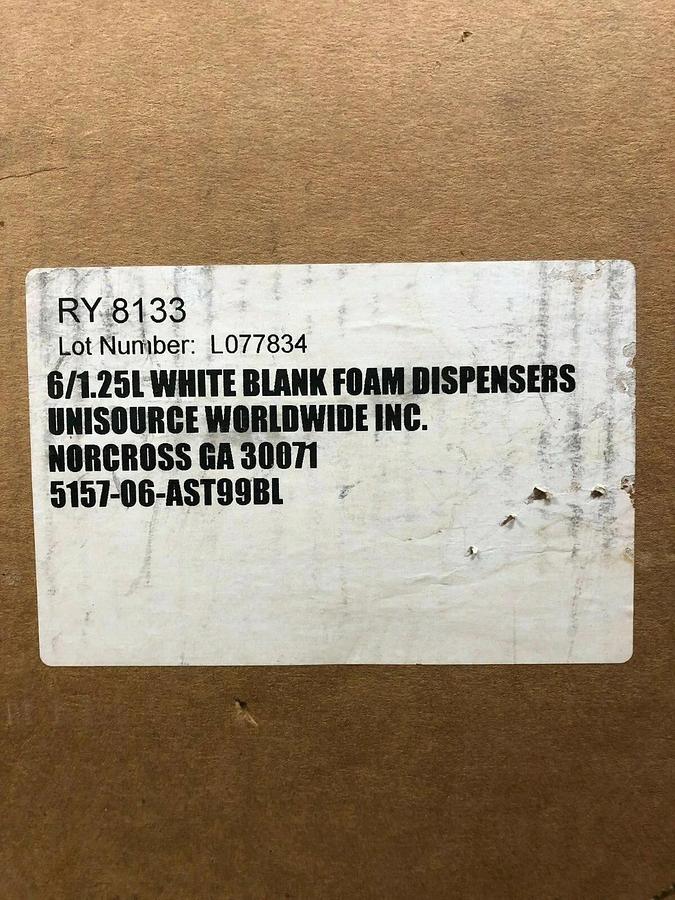 RY 8133
Lot Number: L077834
6/1.25L WHITE BLANK FOAM DISPENSERS
UNISOURCE WORLDWIDE INC.
NORCROSS GA 30071
5157-06-AST99BL